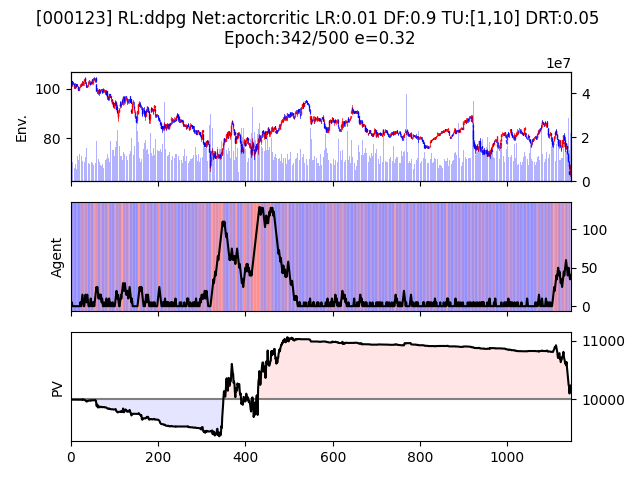 [000123] RL:ddpg Net:actorcritic LR:0.01 DF:0.9 TU:[1,10] DRT:0.05
Epoch:342/500 e=0.32
1e7
100
80
Env.
4
2
0
Agent
100
50
0
PV
11000
10000
0
200
400
600
800
1000